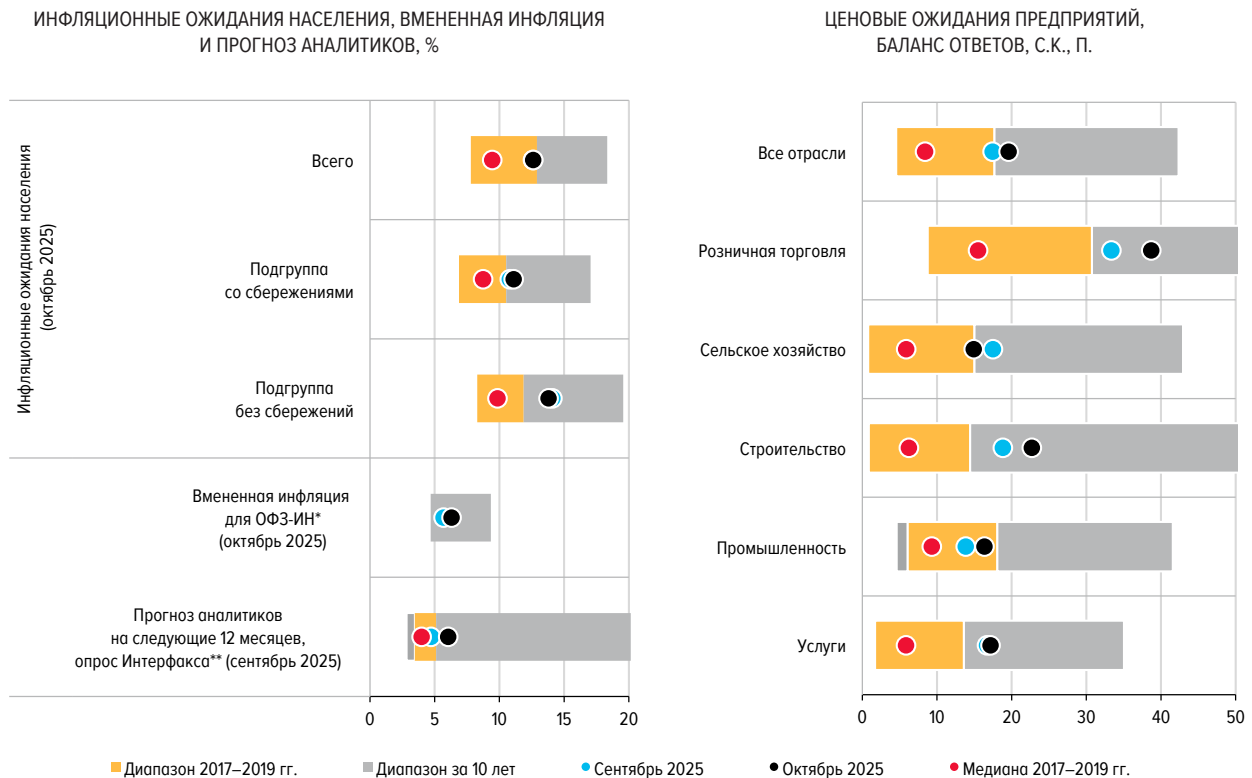 ИНФЛЯЦИОННЫЕ ОЖИДАНИЯ НАСЕЛЕНИЯ, ВМЕНЕННАЯ ИНФЛЯЦИЯ
И ПРОГНОЗ АНАЛИТИКОВ, %
Инфляционные ожидания населения
(октябрь 2025)
Всего
Подгруппа
со сбережениями
Подгруппа
без сбережений
Вмененная инфляция
для ОФЗ-ИН*
(октябрь 2025)
Прогноз аналитиков
на следующие 12 месяцев,
опрос Интерфакса** (сентябрь 2025)
0 5 10 15 20
ЦЕНОВЫЕ ОЖИДАНИЯ ПРЕДПРИЯТИЙ,
БАЛАНС ОТВЕТОВ, С.К., П.
Все отрасли
Розничная торговля
Сельское хозяйство
Строительство
Промышленность
Услуги
0 10 20 30 40 50
Диапазон 2017–2019 гг. Диапазон за 10 лет Сентябрь 2025 Октябрь 2025 Медиана 2017–2019 гг.